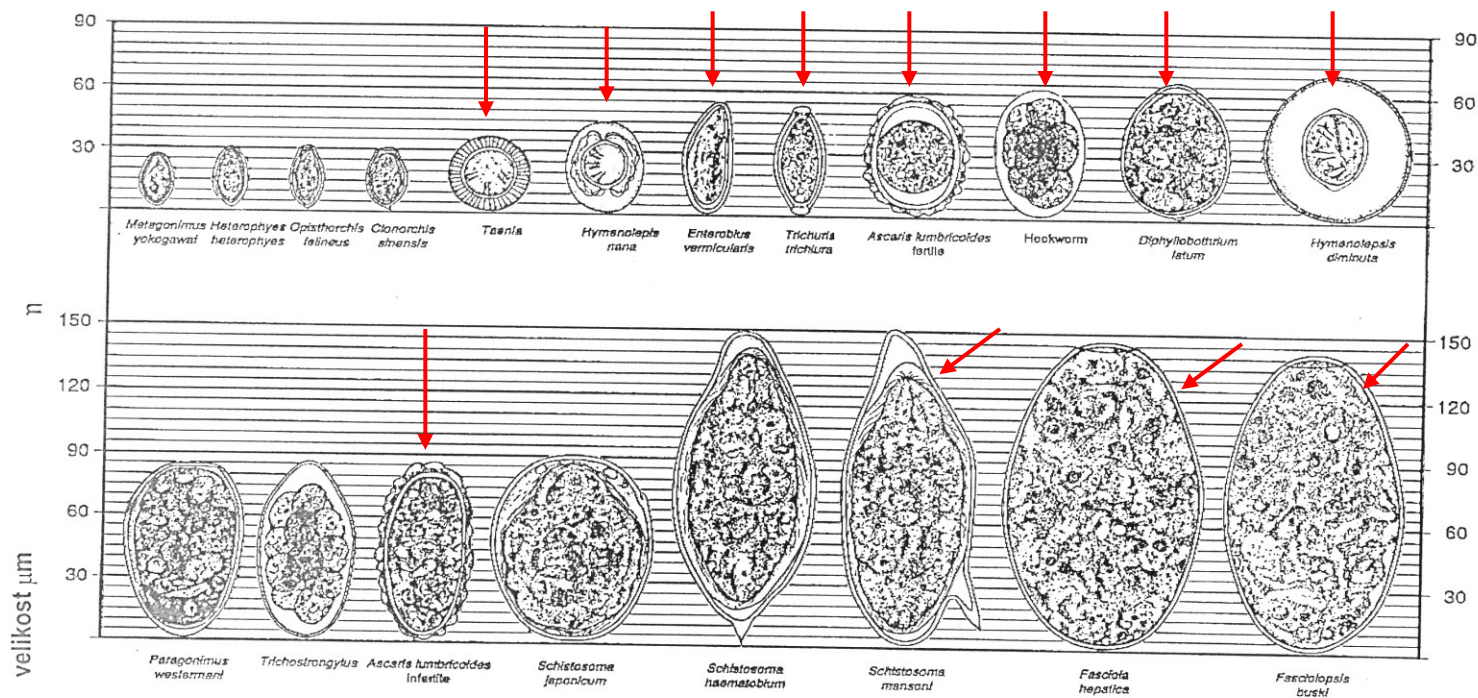 90
90
60
60
30
30
Metagonimus yokogawai
Heterophyes heterophyes
Opisthorchis felineus
Clonorchis sinensis
Taenia
Hymenolepis nana
Enterobius vermicularis
Trichuris trichiura
Ascaris lumbricoides fertile
Hookworm
Diphyllobothrium latum
Hymenolepsis diminuta
150
150
120
120
90
90
60
60
30
30
velikost µm
Paragonimus westermani
Trichostrongylus
Ascaris lumbricoides infertile
Schistosoma japonicum
Schistosoma haematobium
Schistosoma mansoni
Fasciola hepatica
Fasciolopsis buski